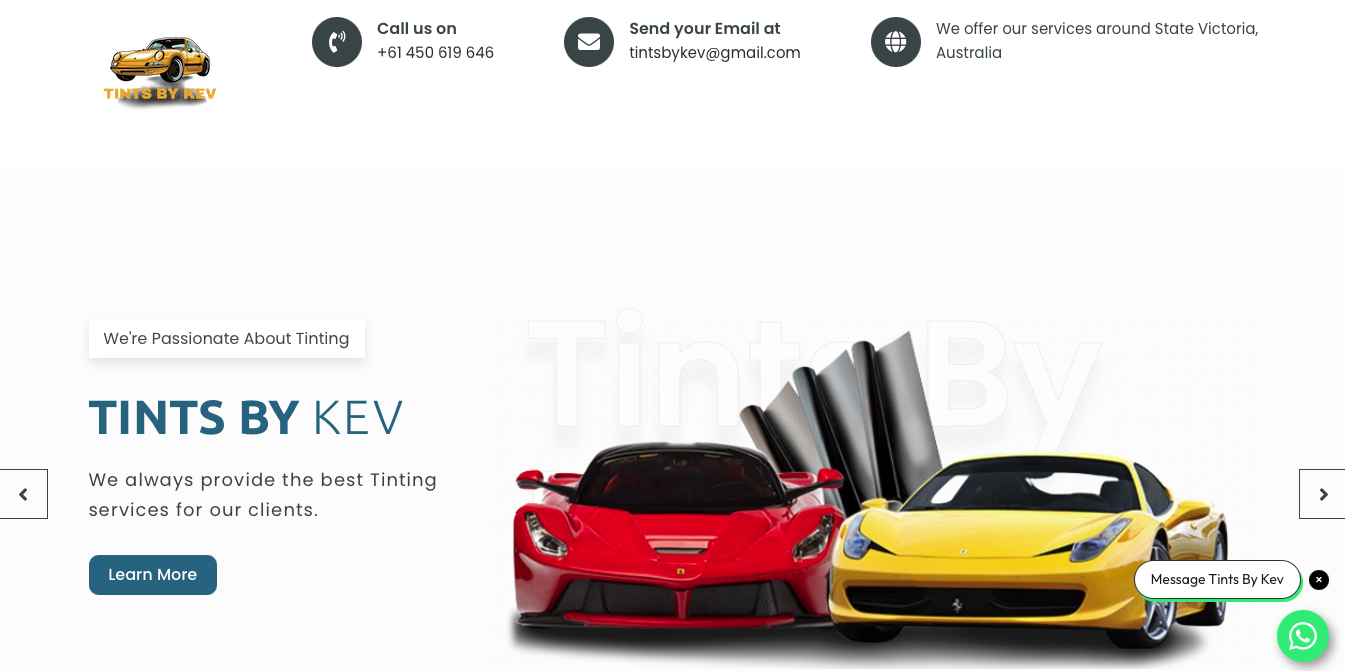 TINTS BY KEV
Call us on
+61 450 619 646
Send your Email at
tintsbykev@gmail.com
We offer our services around State Victoria,
Australia
We're Passionate About Tinting
Tints By
TINTS BY KEV
We always provide the best Tinting
services for our clients.
Learn More
Message Tints By Kev